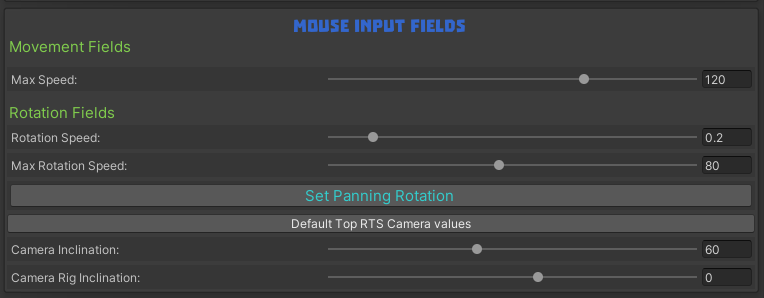 MOUSE INPUT FIELDS
Movement Fields
Max Speed: 120
Rotation Fields
Rotation Speed: 0.2
Max Rotation Speed: 80
Set Panning Rotation
Default Top RTS Camera values
Camera Inclination: 60
Camera Rig Inclination: 0